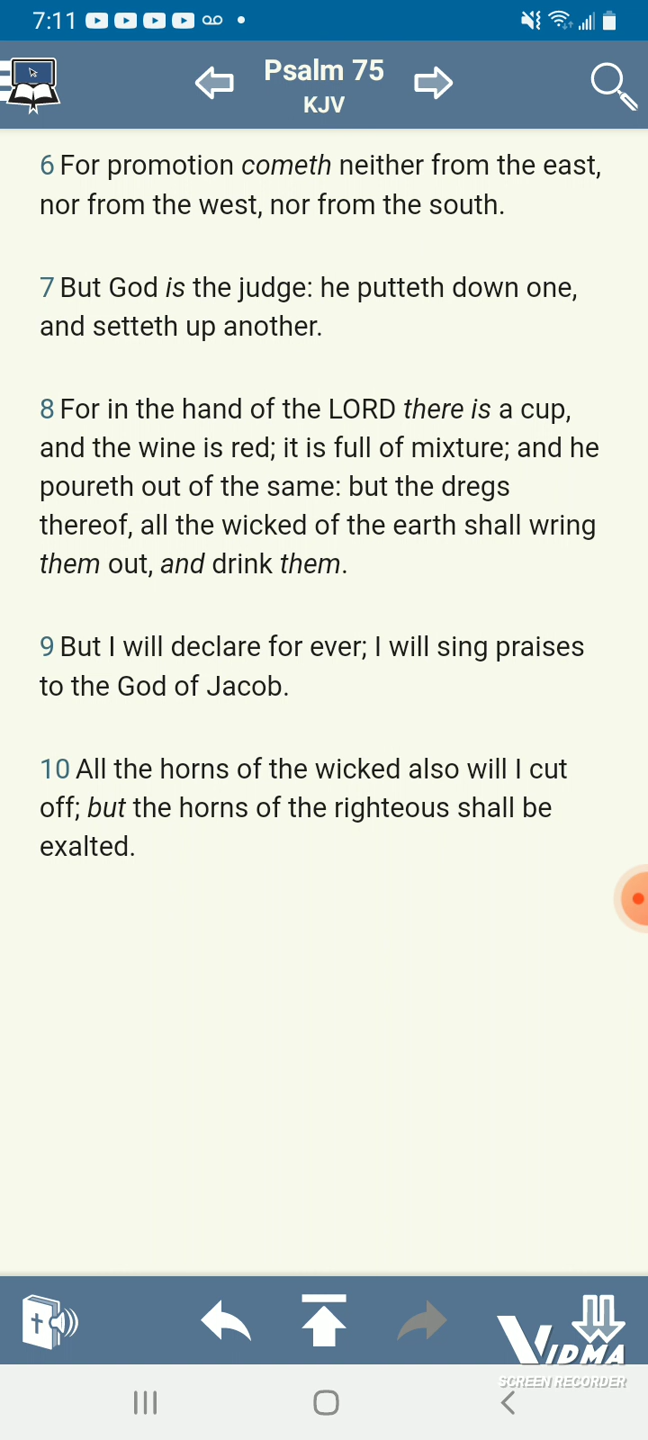 7:11
Psalm 75
KJV
6 For promotion cometh neither from the east,
nor from the west, nor from the south.
7 But God is the judge: he putteth down one,
and setteth up another.
8 For in the hand of the LORD there is a cup,
and the wine is red; it is full of mixture; and he
poureth out of the same: but the dregs
thereof, all the wicked of the earth shall wring
them out, and drink them.
9 But I will declare for ever; I will sing praises
to the God of Jacob.
10 All the horns of the wicked also will I cut
off; but the horns of the righteous shall be
exalted.
VIDMA
SCREEN RECORDER